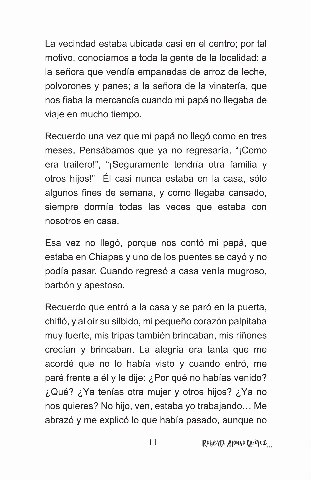 La vecindad estaba ubicada casi en el centro; por tal
motivo, conocíamos a toda la gente de la localidad: a
la señora que vendía empanadas de arroz de leche,
polvorones y panes; a la señora de la vinatería, que
nos fiaba la mercancía cuando mi papá no llegaba de
viaje en mucho tiempo.
Recuerdo una vez que mi papá no llegó como en tres
meses. Pensábamos que ya no regresaría, “¡Como
era trailero!”, “¡Seguramente tendría otra familia y
otros hijos!” Él casi nunca estaba en la casa, sólo
algunos fines de semana, y como llegaba cansado,
siempre dormía todas las veces que estaba con
nosotros en casa.
Esa vez no llegó, porque nos contó mi papá, que
estaba en Chiapas y uno de los puentes se cayó y no
podía pasar. Cuando regresó a casa venía mugroso,
barbón y apestoso.
Recuerdo que entró a la casa y se paró en la puerta,
chifló, y al oír su silbido, mi pequeño corazón palpitaba
muy fuerte, mis tripas también brincaban, mis riñones
crecían y brincaban. La alegría era tanta que me
acordé que no lo había visto y cuando entró, me
paré frente a él y le dije: ¿Por qué no habías venido?
¿Qué? ¿Ya tenías otra mujer y otros hijos? ¿Ya no
nos quieres? No hijo, ven, estaba yo trabajando… Me
abrazó y me explicó lo que había pasado, aunque no
11